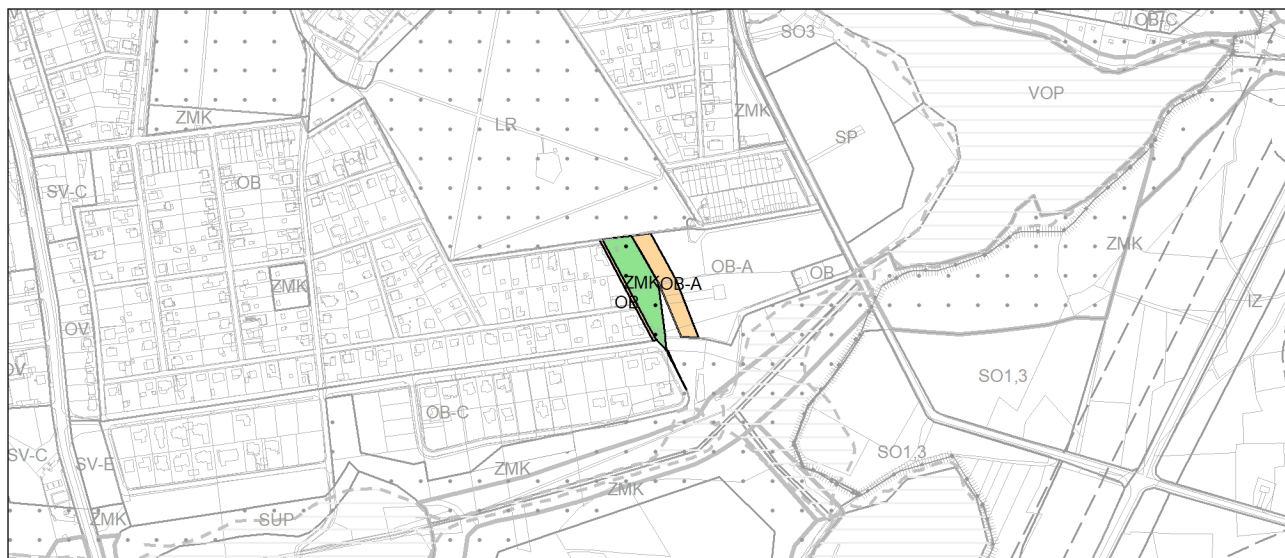 OB-C
SO3
VOP
ZMK
ZMK
LR
SP
SV-C
OB
ZMK
OB-A
OB
ZMK
ZMK
OB-A
IZ
OB
OV
OV
SO1,3
OB-C
SV-C
SV-E
SO1,3
ZMK
ZMK
ZMK
SUP